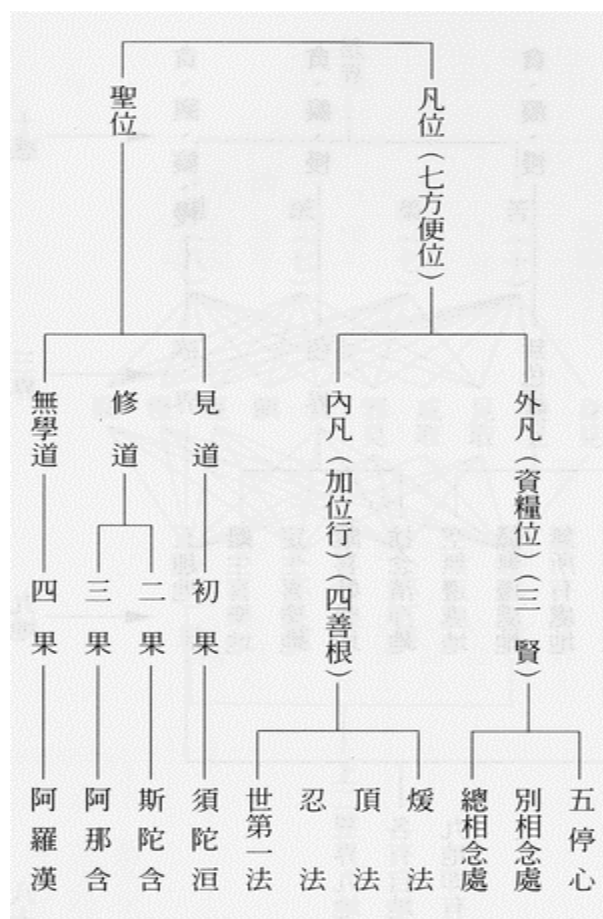 凡位（七方便位）
聖位
外凡（資糧位）（三賢）
內凡（加位行）（四善根）
見道
修道
無學道
初果
二果
三果
四果
五停心
別相念處
總相念處
煖法
頂法
忍法
世第一法
須陀洹
斯陀含
阿那含
阿羅漢